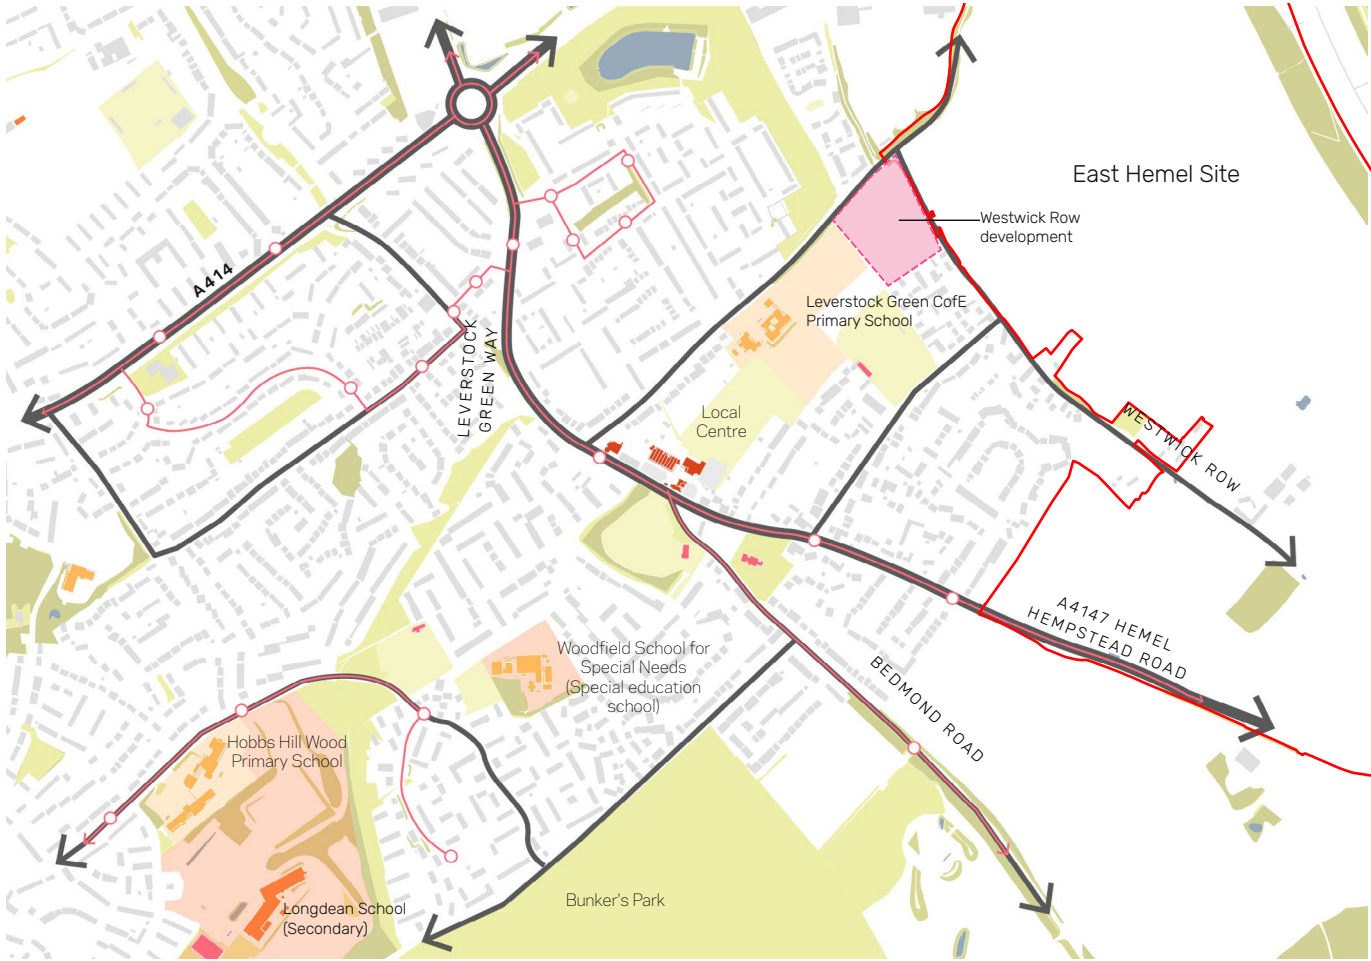 East Hemel Site
Westwick Row
development
A414
Leverstock Green CofE
Primary School
LEVERSTOCK
GREEN WAY
Local
Centre
WESTWICK ROW
A4147 HEMEL
HEMPSTEAD ROAD
Woodfield School for
Special Needs
(Special education
school)
BEDMOND ROAD
Hobbs Hill Wood
Primary School
Bunker's Park
Longdean School
(Secondary)